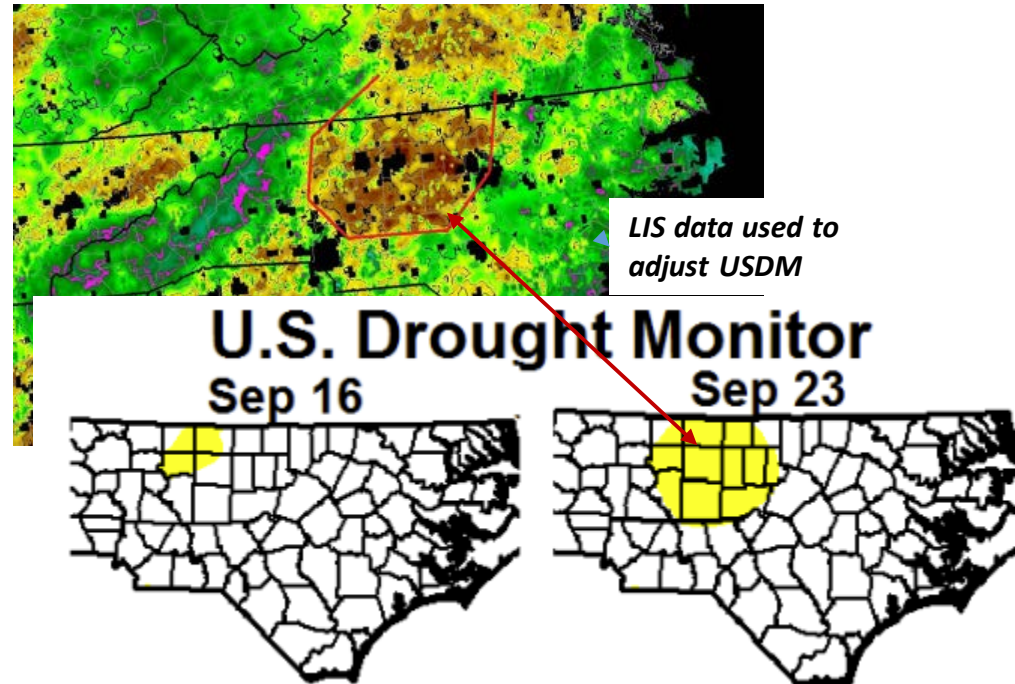 LIS data used to
adjust USDM
U.S. Drought Monitor
Sep 16
Sep 23